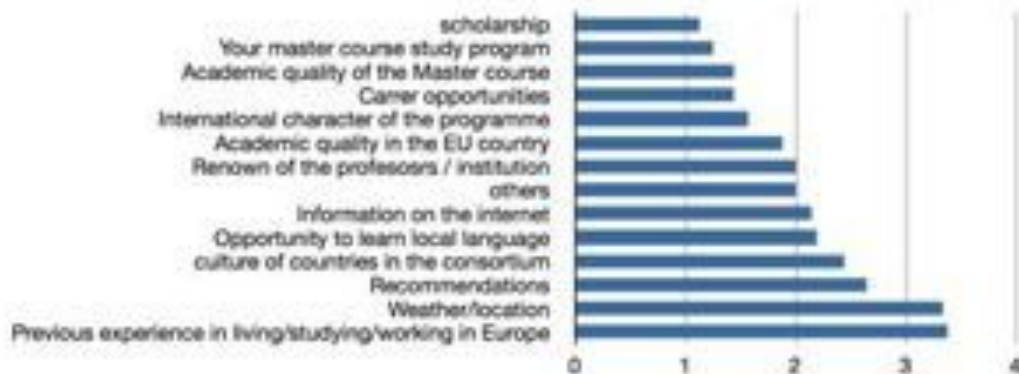 scholarship
Your master course study program
Academic quality of the Master course
Carrer opportunities
International character of the programme
Academic quality in the EU country
Renown of the profesosrs / institution
others
Information on the internet
Opportunity to learn local language
culture of countries in the consortium
Recommendations
Weather/location
Previous experience in living/studying/working in Europe
0 1 2 3 4